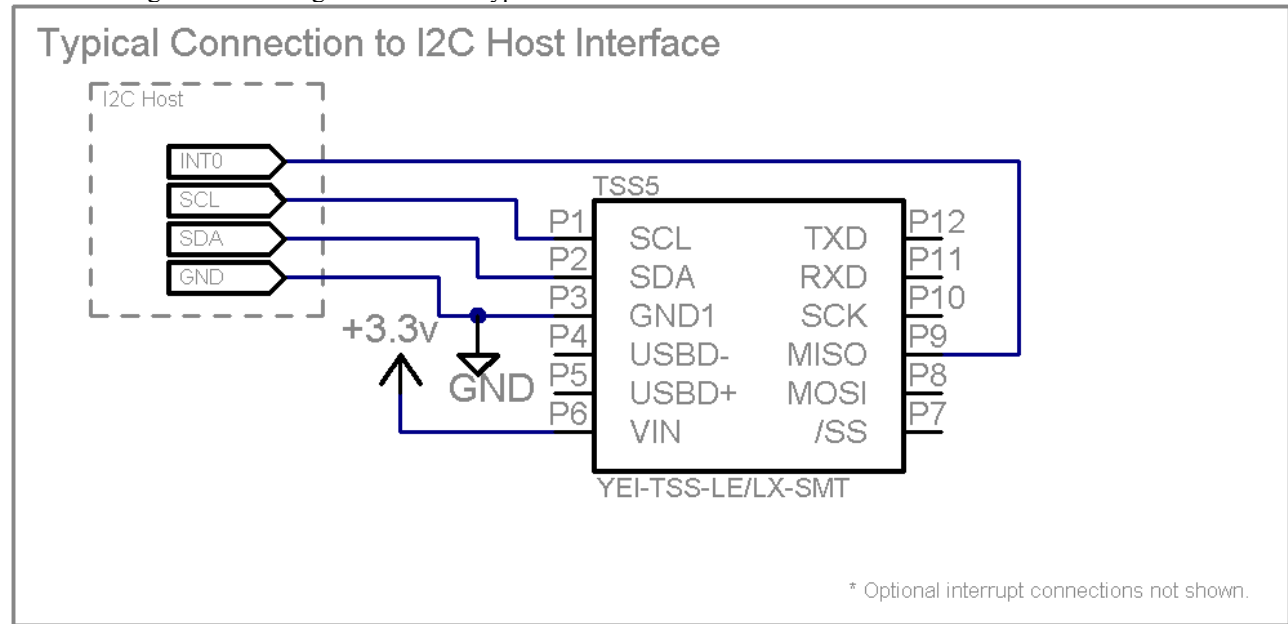 Typical Connection to I2C Host Interface
I2C Host
INT0
SCL
SDA
GND
+3.3v
GND
TSS5
P1 SCL TXD P12
P2 SDA RXD P11
P3 GND1 SCK P10
P4 USBD- MISO P9
P5 USBD+ MOSI P8
P6 VIN /SS P7
YEI-TSS-LE/LX-SMT
* Optional interrupt connections not shown.